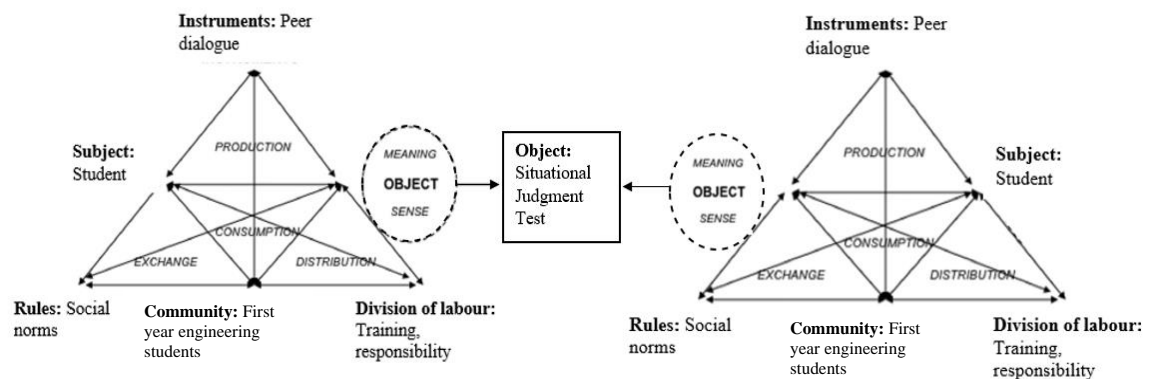 Instruments: Peer
dialogue
PRODUCTION
Subject:
Student
MEANING
OBJECT
SENSE
CONSUMPTION
EXCHANGE
DISTRIBUTION
Rules: Social
norms
Community: First
year engineering
students
Division of labour:
Training,
responsibility
Object:
Situational
Judgment
Test
Instruments: Peer
dialogue
PRODUCTION
Subject:
Student
MEANING
OBJECT
SENSE
CONSUMPTION
EXCHANGE
DISTRIBUTION
Rules: Social
norms
Community: First
year engineering
students
Division of labour:
Training,
responsibility